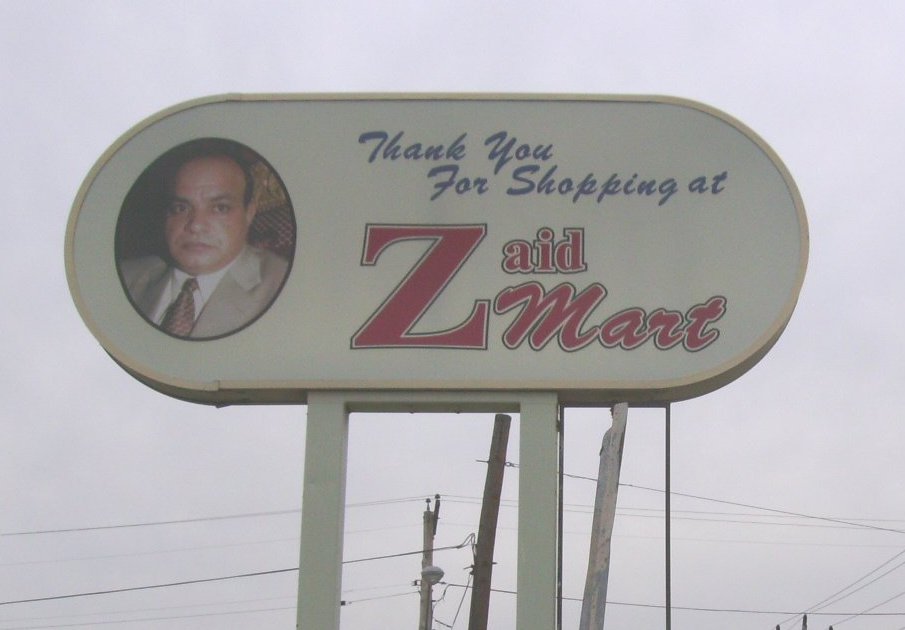 Thank You
For Shopping at
Zaid
Mart